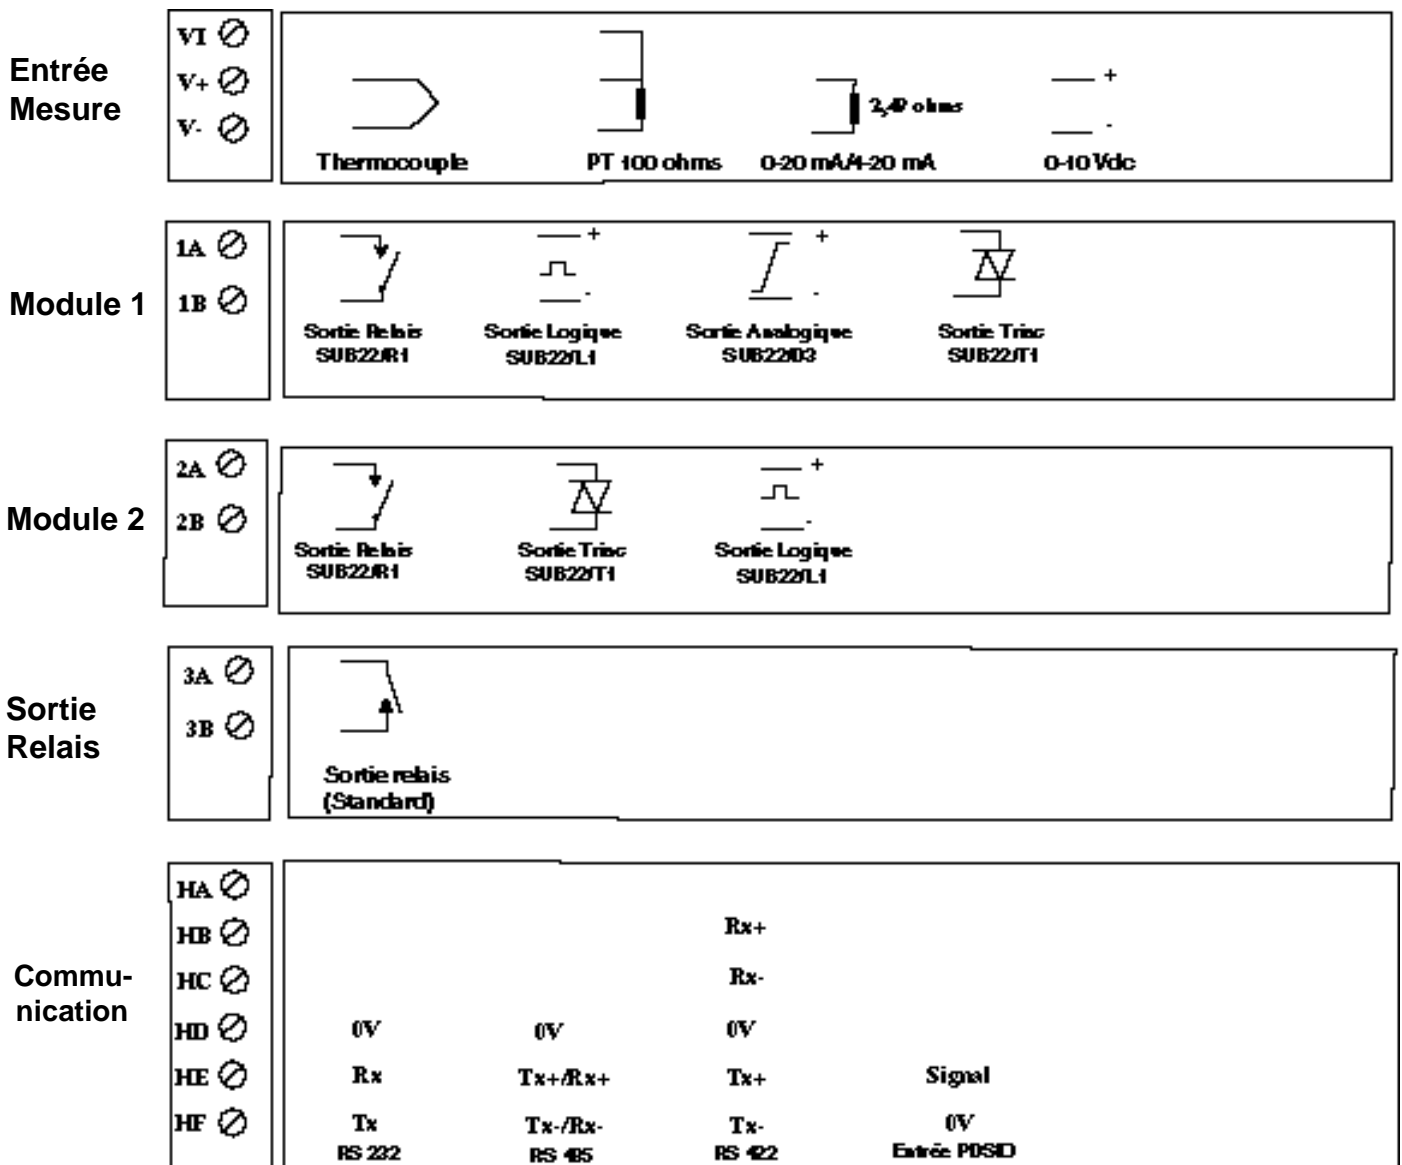 Entrée
Mesure
VI
V+
V-
Thermocouple
PT 100 ohms
2,49 ohms
0-20 mA/4-20 mA
+
-
0-10 Vdc
Module 1
1A
1B
Sortie Relais
SUB22/R1
+
-
Sortie Logique
SUB22/L1
+
-
Sortie Analogique
SUB22/D3
Sortie Triac
SUB22/T1
Module 2
2A
2B
Sortie Relais
SUB22/R1
Sortie Triac
SUB22/T1
+
-
Sortie Logique
SUB22/L1
Sortie
Relais
3A
3B
Sortie relais
(Standard)
Commu-
nication
HA
HB Rx+
HC Rx-
HD 0V 0V 0V
HE Rx Tx+/Rx+ Tx+ Signal
HF Tx Tx-/Rx- Tx- 0V
RS 232 RS 485 RS 422 Entrée PDSIO